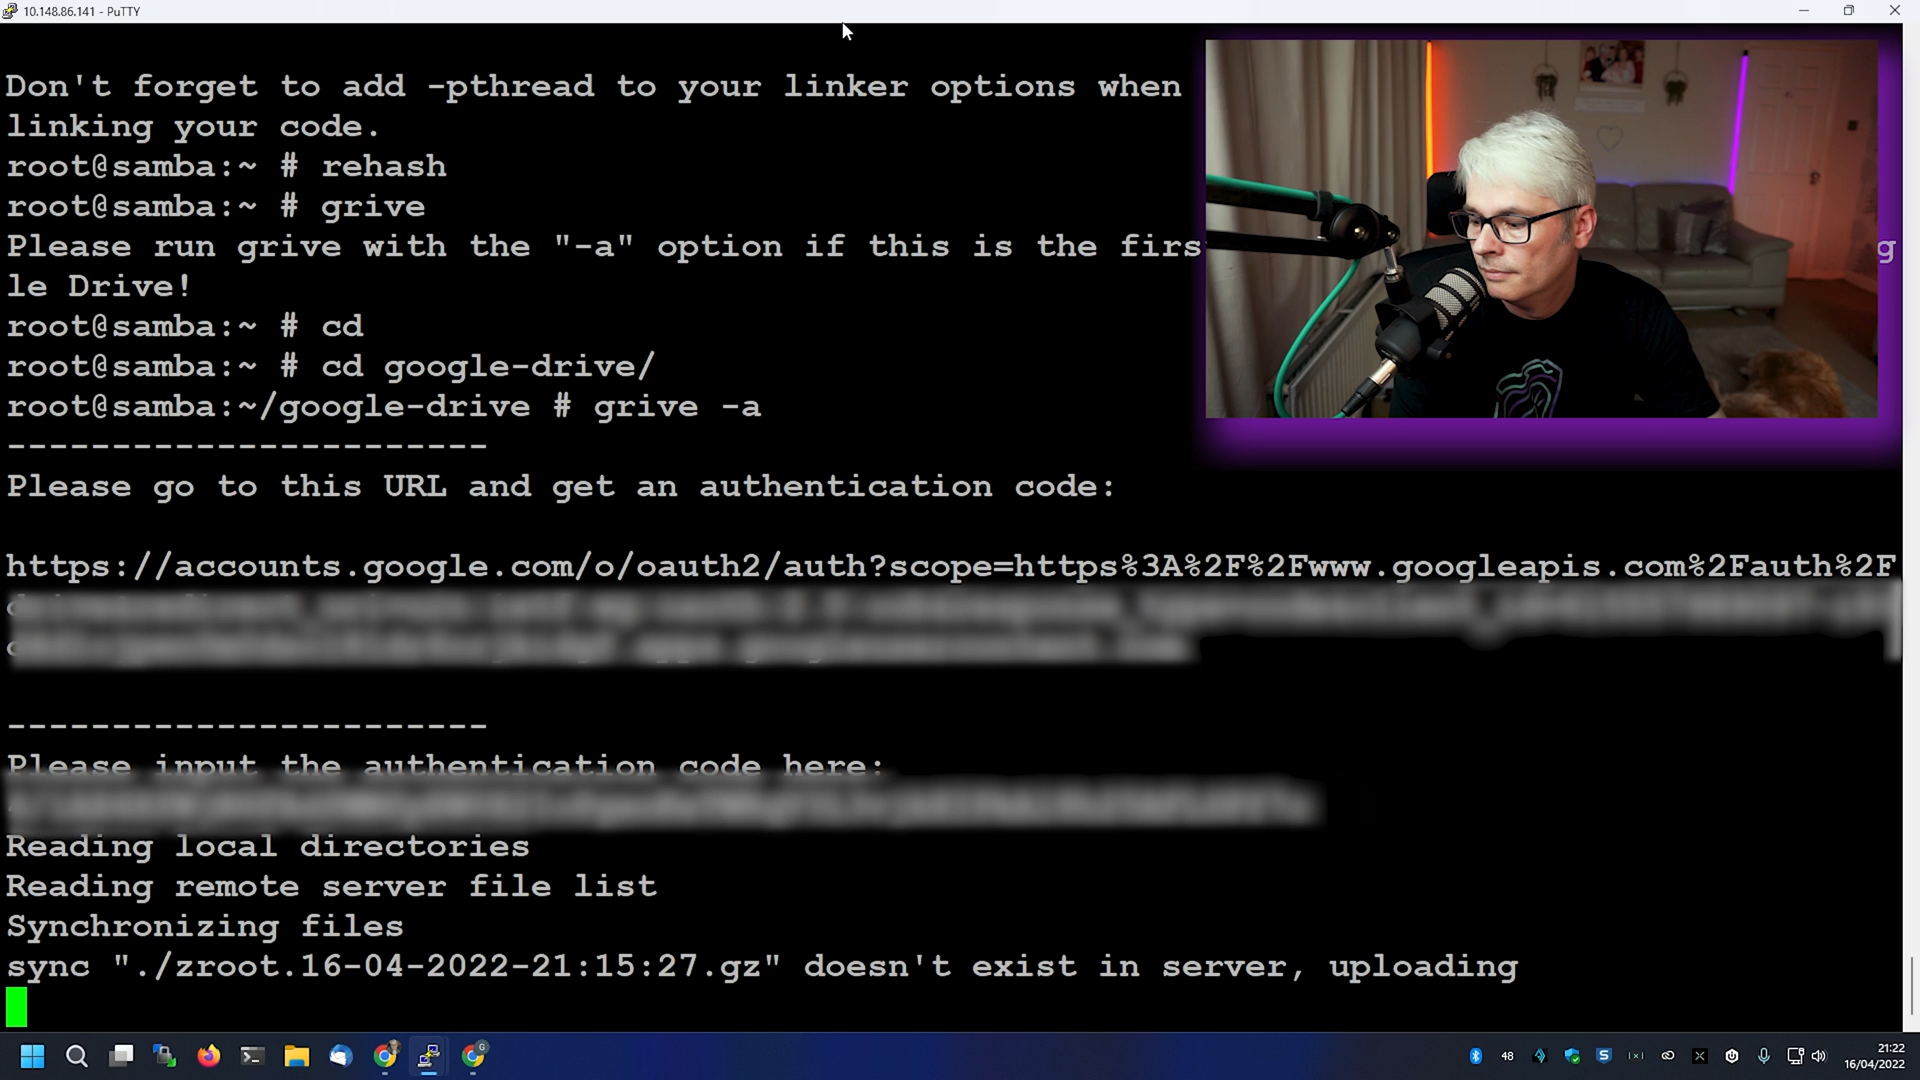 10.148.86.141 - PuTTY
Don't forget to add -pthread to your linker options when
linking your code.
root@samba:~ # rehash
root@samba:~ # grive
Please run grive with the "-a" option if this is the firs
g
le Drive!
root@samba:~ # cd
root@samba:~ # cd google-drive/
root@samba:~/google-drive # grive -a
-----------------------
Please go to this URL and get an authentication code:
https://accounts.google.com/o/oauth2/auth?scope=https%3A%2F%2Fwww.googleapis.com%2Fauth%2F
-----------------------
Please input the authentication code here:
Reading local directories
Reading remote server file list
Synchronizing files
sync "./zroot.16-04-2022-21:15:27.gz" doesn't exist in server, uploading
48
21:22
16/04/2022